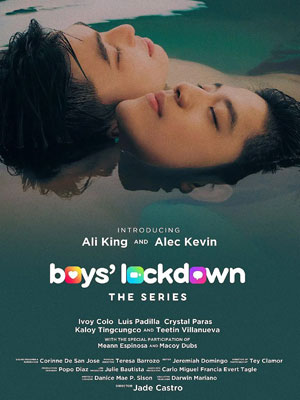 INTRODUCING
Ali King AND Alec Kevin
boys' lockdown
THE SERIES
Ivoy Colo Luis Padilla Crystal Paras
Kaloy Tingcungco AND Teetin Villanueva
WITH THE SPECIAL PARTICIPATION OF
Meann Espinosa AND Macoy Dubs
Corinne De San Jose Teresa Barrozo Jeremiah Domingo Tey Clamor
Popo Diaz Julie Bautista Carlo Miguel Francia Evert Tagle
Danice Mae P. Sison Darwin Mariano
DIRECTOR Jade Castro